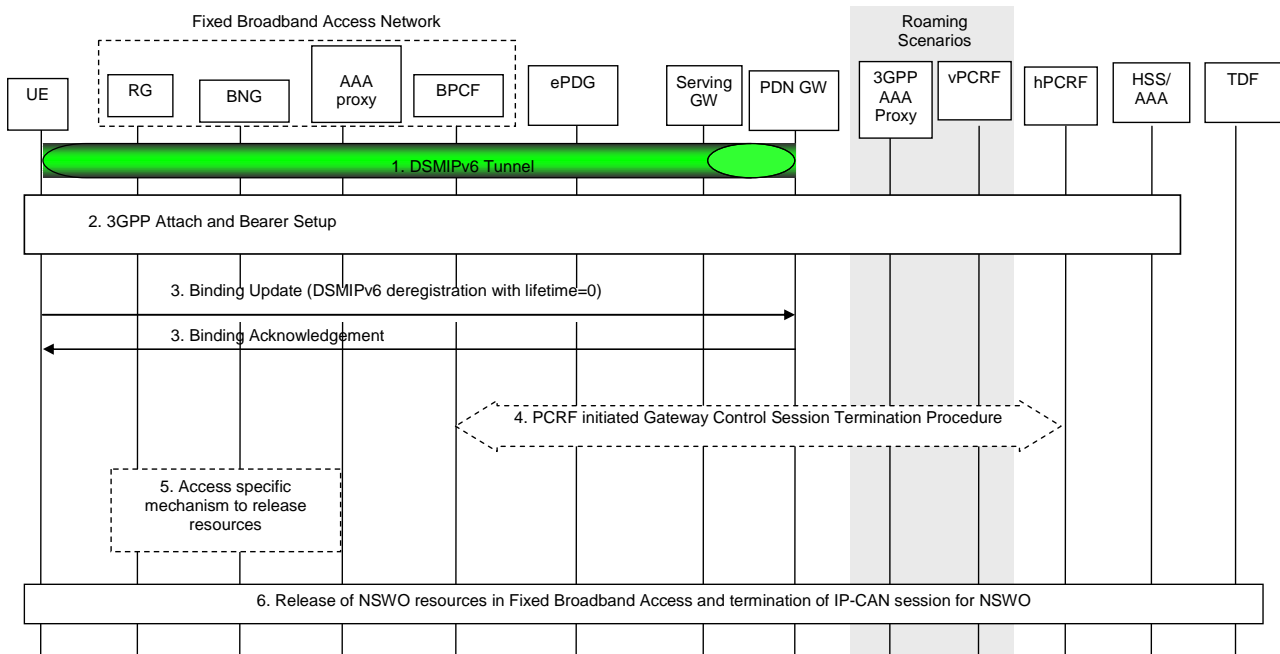 Fixed Broadband Access Network
Roaming
Scenarios
UE
RG
BNG
AAA
proxy
BPCF
ePDG
Serving
GW
PDN GW
3GPP
AAA
Proxy
vPCRF
hPCRF
HSS/
AAA
TDF
1. DSMIPv6 Tunnel
2. 3GPP Attach and Bearer Setup
3. Binding Update (DSMIPv6 deregistration with lifetime=0)
3. Binding Acknowledgement
4. PCRF initiated Gateway Control Session Termination Procedure
5. Access specific
mechanism to release
resources
6. Release of NSWO resources in Fixed Broadband Access and termination of IP-CAN session for NSWO